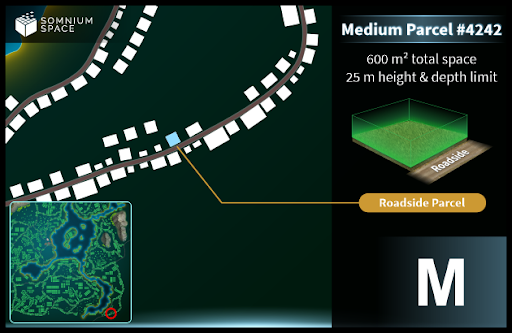 SOMNIUM
SPACE
Medium Parcel #4242
600 m² total space
25 m height & depth limit
Roadside
Roadside Parcel
M